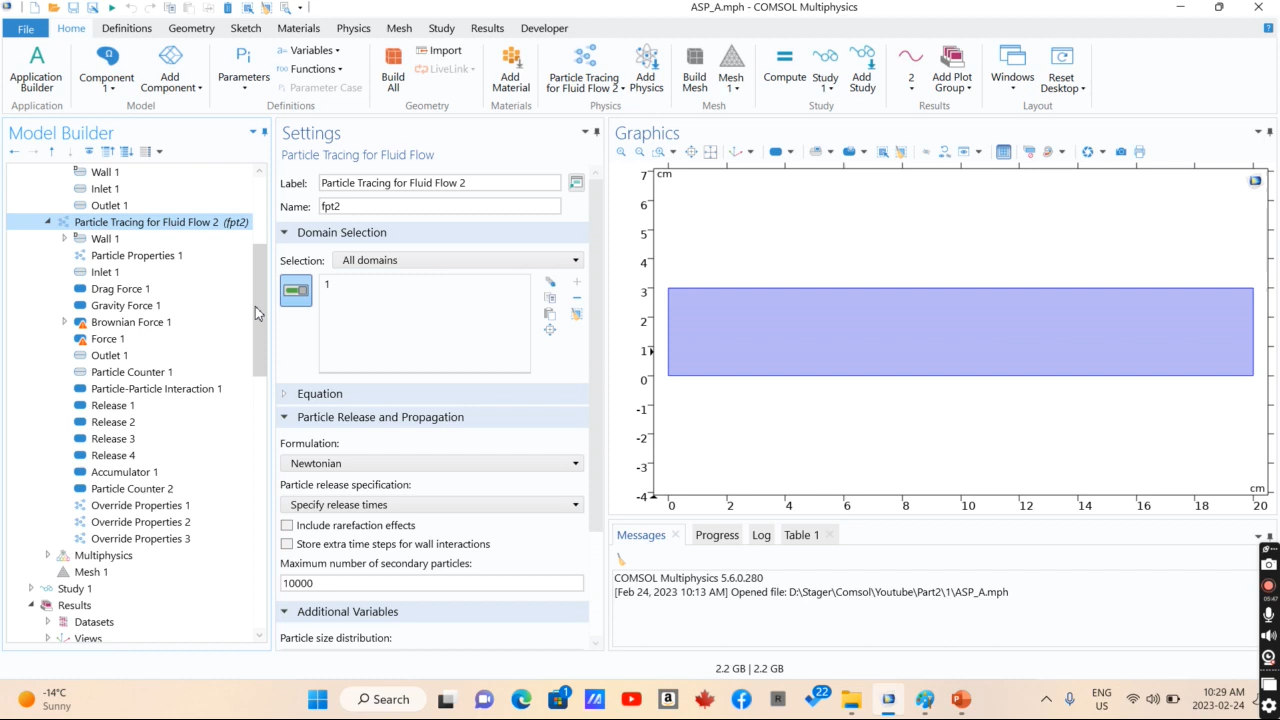 ASP_A.mph - COMSOL Multiphysics
File Home Definitions Geometry Sketch Materials Physics Mesh Study Results Developer
Application Builder
Component 1
Add Component
Parameters
Variables
Functions
Parameter Case
Build All
Import
LiveLink
Add Material
Particle Tracing for Fluid Flow 2
Add Physics
Build Mesh
Mesh 1
Compute
Study 1
Add Study
2
Add Plot Group
Windows
Reset Desktop
Application Model Definitions Geometry Materials Physics Mesh Study Results Layout
Model Builder
Wall 1
Inlet 1
Outlet 1
Particle Tracing for Fluid Flow 2 (fpt2)
Wall 1
Particle Properties 1
Inlet 1
Drag Force 1
Gravity Force 1
Brownian Force 1
Force 1
Outlet 1
Particle Counter 1
Particle-Particle Interaction 1
Release 1
Release 2
Release 3
Release 4
Accumulator 1
Particle Counter 2
Override Properties 1
Override Properties 2
Override Properties 3
Multiphysics
Mesh 1
Study 1
Results
Datasets
Views
Settings
Particle Tracing for Fluid Flow
Label: Particle Tracing for Fluid Flow 2
Name: fpt2
Domain Selection
Selection: All domains
1
Equation
Particle Release and Propagation
Formulation:
Newtonian
Particle release specification:
Specify release times
Include rarefaction effects
Store extra time steps for wall interactions
Maximum number of secondary particles:
10000
Additional Variables
Particle size distribution:
Graphics
cm
7
6
5
4
3
2
1
0
-1
-2
-3
-4
cm
0 2 4 6 8 10 12 14 16 18 20
Messages Progress Log Table 1
COMSOL Multiphysics 5.6.0.280
[Feb 24, 2023 10:13 AM] Opened file: D:\Stager\Comsol\Youtube\Part2\1\ASP_A.mph
05:47
2.2 GB | 2.2 GB
-14°C
Sunny
Search
1
22
ENG
US
10:29 AM
2023-02-24